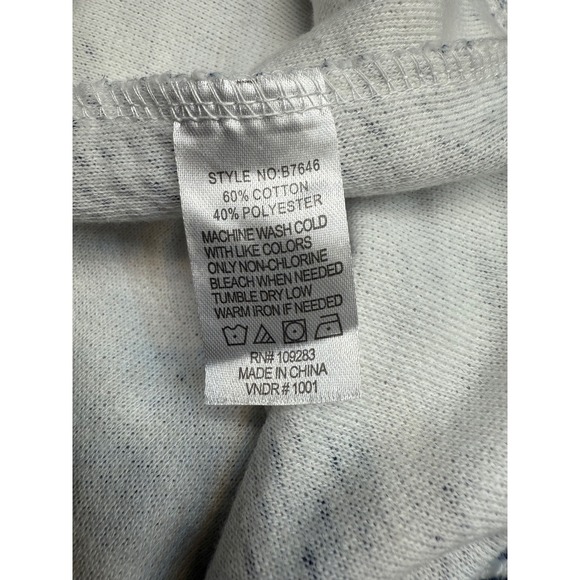 STYLE NO:B7646
60% COTTON
40% POLYESTER
MACHINE WASH COLD
WITH LIKE COLORS
ONLY NON-CHLORINE
BLEACH WHEN NEEDED
TUMBLE DRY LOW
WARM IRON IF NEEDED
RN# 109283
MADE IN CHINA
VNDR # 1001